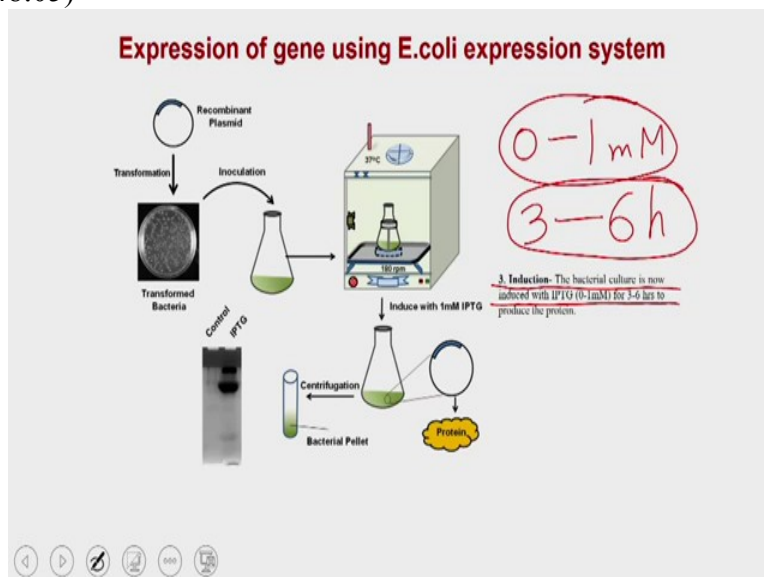 Expression of gene using E.coli expression system
Recombinant
Plasmid
Transformation
Inoculation
37°C
180 rpm
Transformed
Bacteria
Induce with 1mM IPTG
Control
IPTG
Centrifugation
Bacterial Pellet
Protein
0-1mM
3-6h
3. Induction- The bacterial culture is now
induced with IPTG (0-1mM) for 3-6 hrs to
produce the protein.